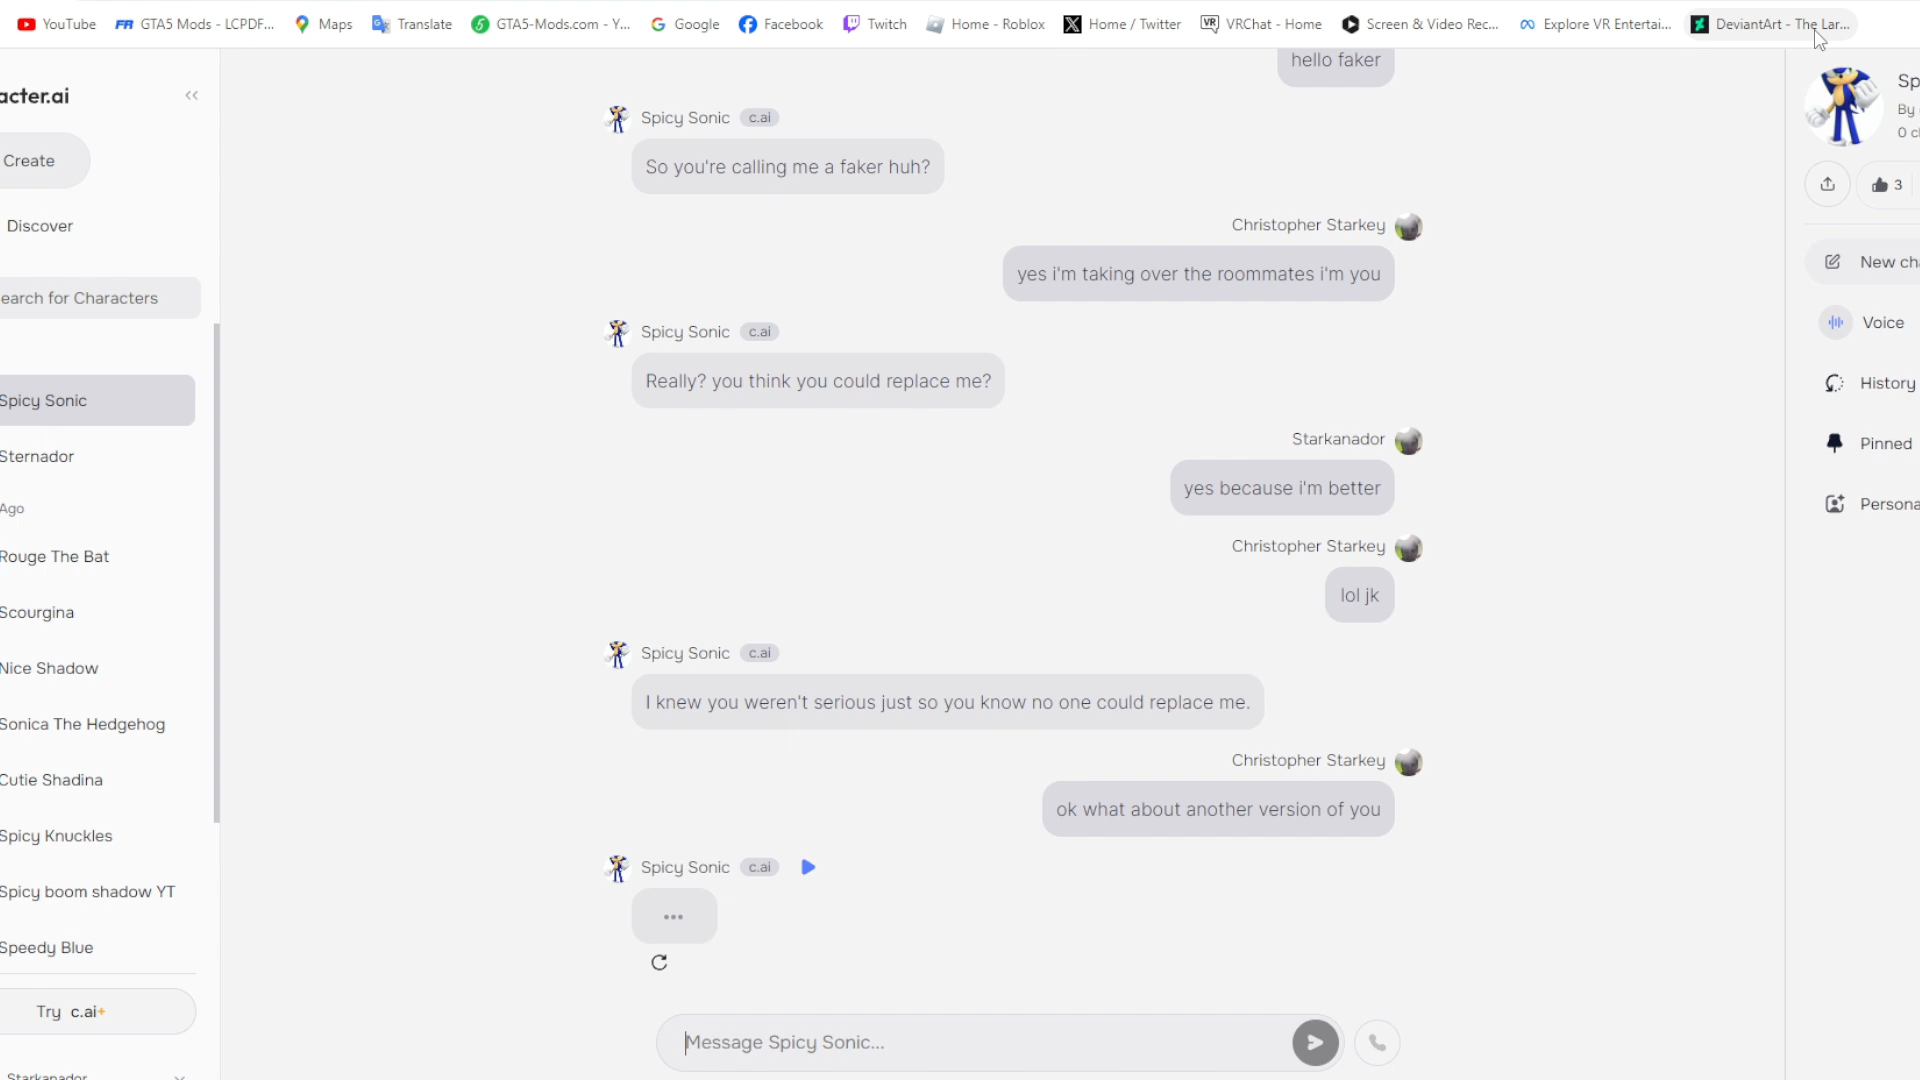 YouTube
GTA5 Mods - LCPDF...
Maps
Translate
GTA5-Mods.com - Y...
Google
Facebook
Twitch
Home - Roblox
Home / Twitter
VRChat - Home
Screen & Video Rec...
Explore VR Entertai...
DeviantArt - The Lar...
acter.ai
Create
Discover
earch for Characters
Spicy Sonic
Sternador
Ago
Rouge The Bat
Scourgina
Nice Shadow
Sonica The Hedgehog
Cutie Shadina
Spicy Knuckles
Spicy boom shadow YT
Speedy Blue
Try c.ai+
Starkanador
hello faker
Spicy Sonic c.ai
So you're calling me a faker huh?
Christopher Starkey
yes i'm taking over the roommates i'm you
Spicy Sonic c.ai
Really? you think you could replace me?
Starkanador
yes because i'm better
Christopher Starkey
lol jk
Spicy Sonic c.ai
I knew you weren't serious just so you know no one could replace me.
Christopher Starkey
ok what about another version of you
Spicy Sonic c.ai
...
Message Spicy Sonic...
Sp
By
0 c
3
New cha
Voice
History
Pinned
Persona